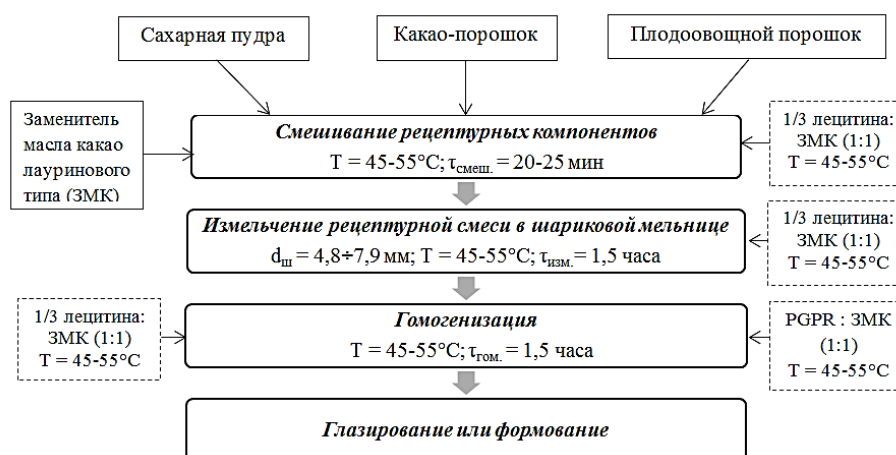 Сахарная пудра
Какао-порошок
Плодоовощной порошок
Заменитель
масла какао
лауринового
типа (ЗМК)
Смешивание рецептурных компонентов
T = 45-55°C; τсмеш. = 20-25 мин
1/3 лецитина:
ЗМК (1:1)
T = 45-55°C
Измельчение рецептурной смеси в шариковой мельнице
dш = 4,8÷7,9 мм; T = 45-55°C; τизм.= 1,5 часа
1/3 лецитина:
ЗМК (1:1)
T = 45-55°C
1/3 лецитина:
ЗМК (1:1)
T = 45-55°C
Гомогенизация
T = 45-55°C; τгом. = 1,5 часа
PGPR : ЗМК
(1:1)
T = 45-55°C
Глазирование или формование